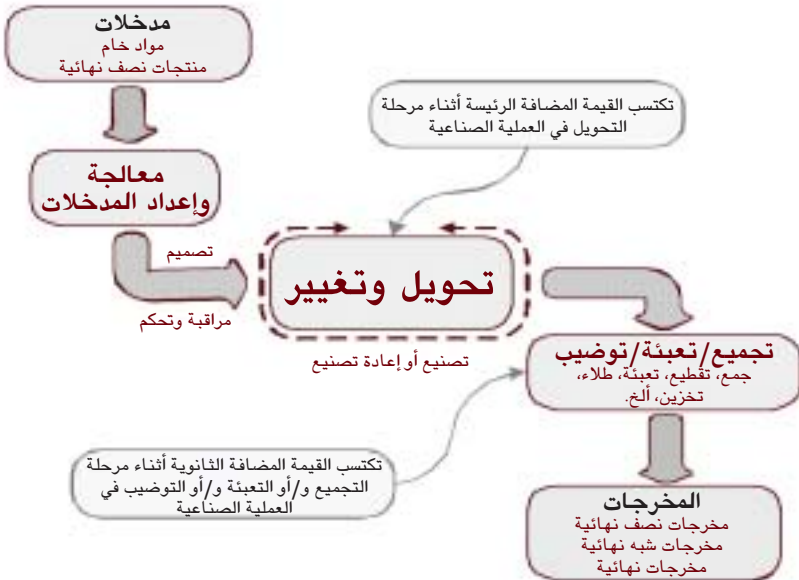 مدخلات
مواد خام
منتجات نصف نهائية
تكتسب القيمة المضافة الرئيسة أثناء مرحلة
التحويل في العملية الصناعية
معالجة
وإعداد المدخلات
تصميم
مراقبة وتحكم
تحويل وتغيير
تصنيع أو إعادة تصنيع
تجميع/تعبئة/توضيب
جمع، تقطيع، تعبئة، طلاء،
تخزين، ألخ.
تكتسب القيمة المضافة الثانوية أثناء مرحلة
التجميع و/أو التعبئة و/أو التوضيب في
العملية الصناعية
المخرجات
مخرجات نصف نهائية
مخرجات شبه نهائية
مخرجات نهائية